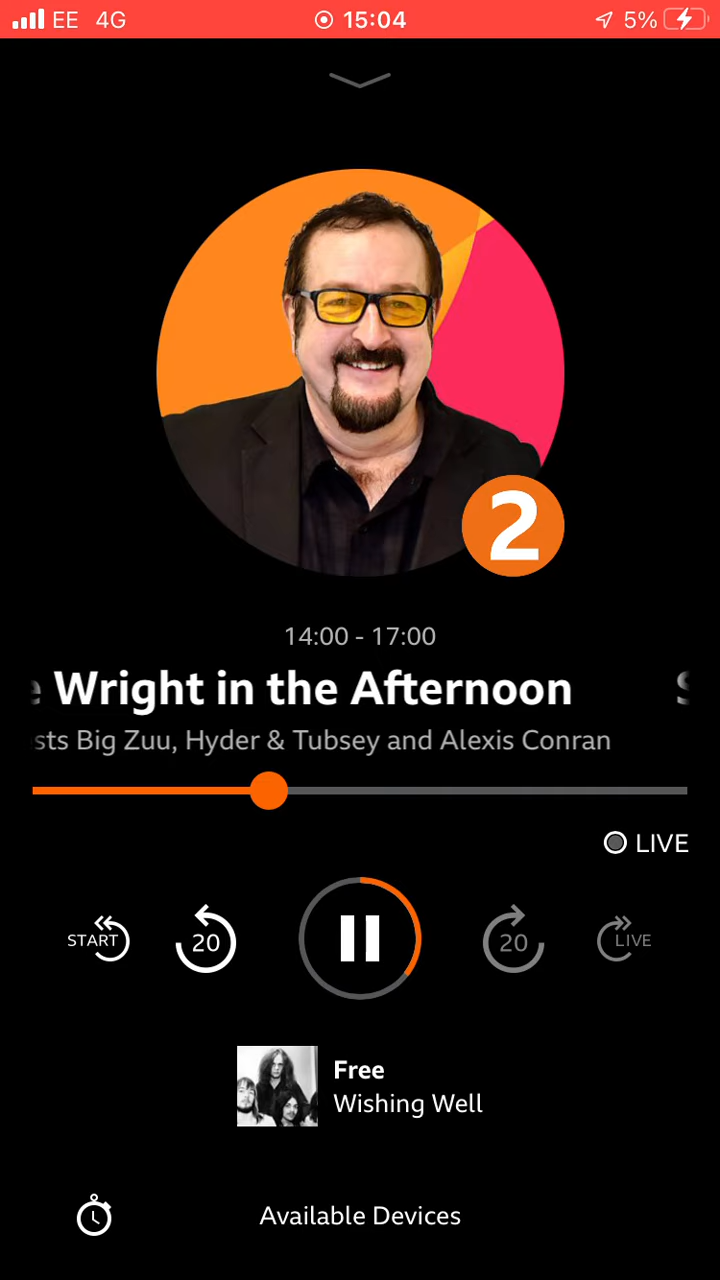 EE 4G 15:04 5%
2
14:00 - 17:00
e Wright in the Afternoon S
sts Big Zuu, Hyder & Tubsey and Alexis Conran
LIVE
START 20 20 LIVE
Free
Wishing Well
Available Devices